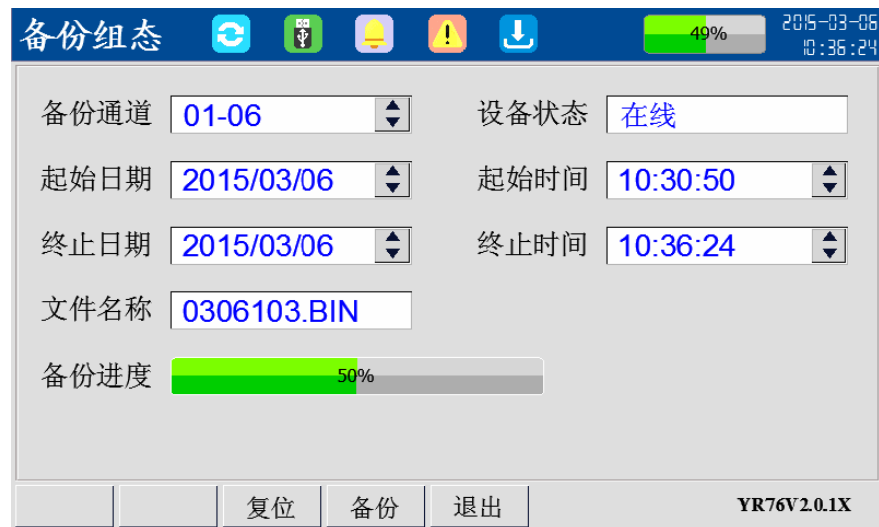 备份组态 49% 2015-03-06
10:36:24
备份通道 01-06 设备状态 在线
起始日期 2015/03/06 起始时间 10:30:50
终止日期 2015/03/06 终止时间 10:36:24
文件名称 0306103.BIN
备份进度 50%
复位 备份 退出 YR76V2.0.1X